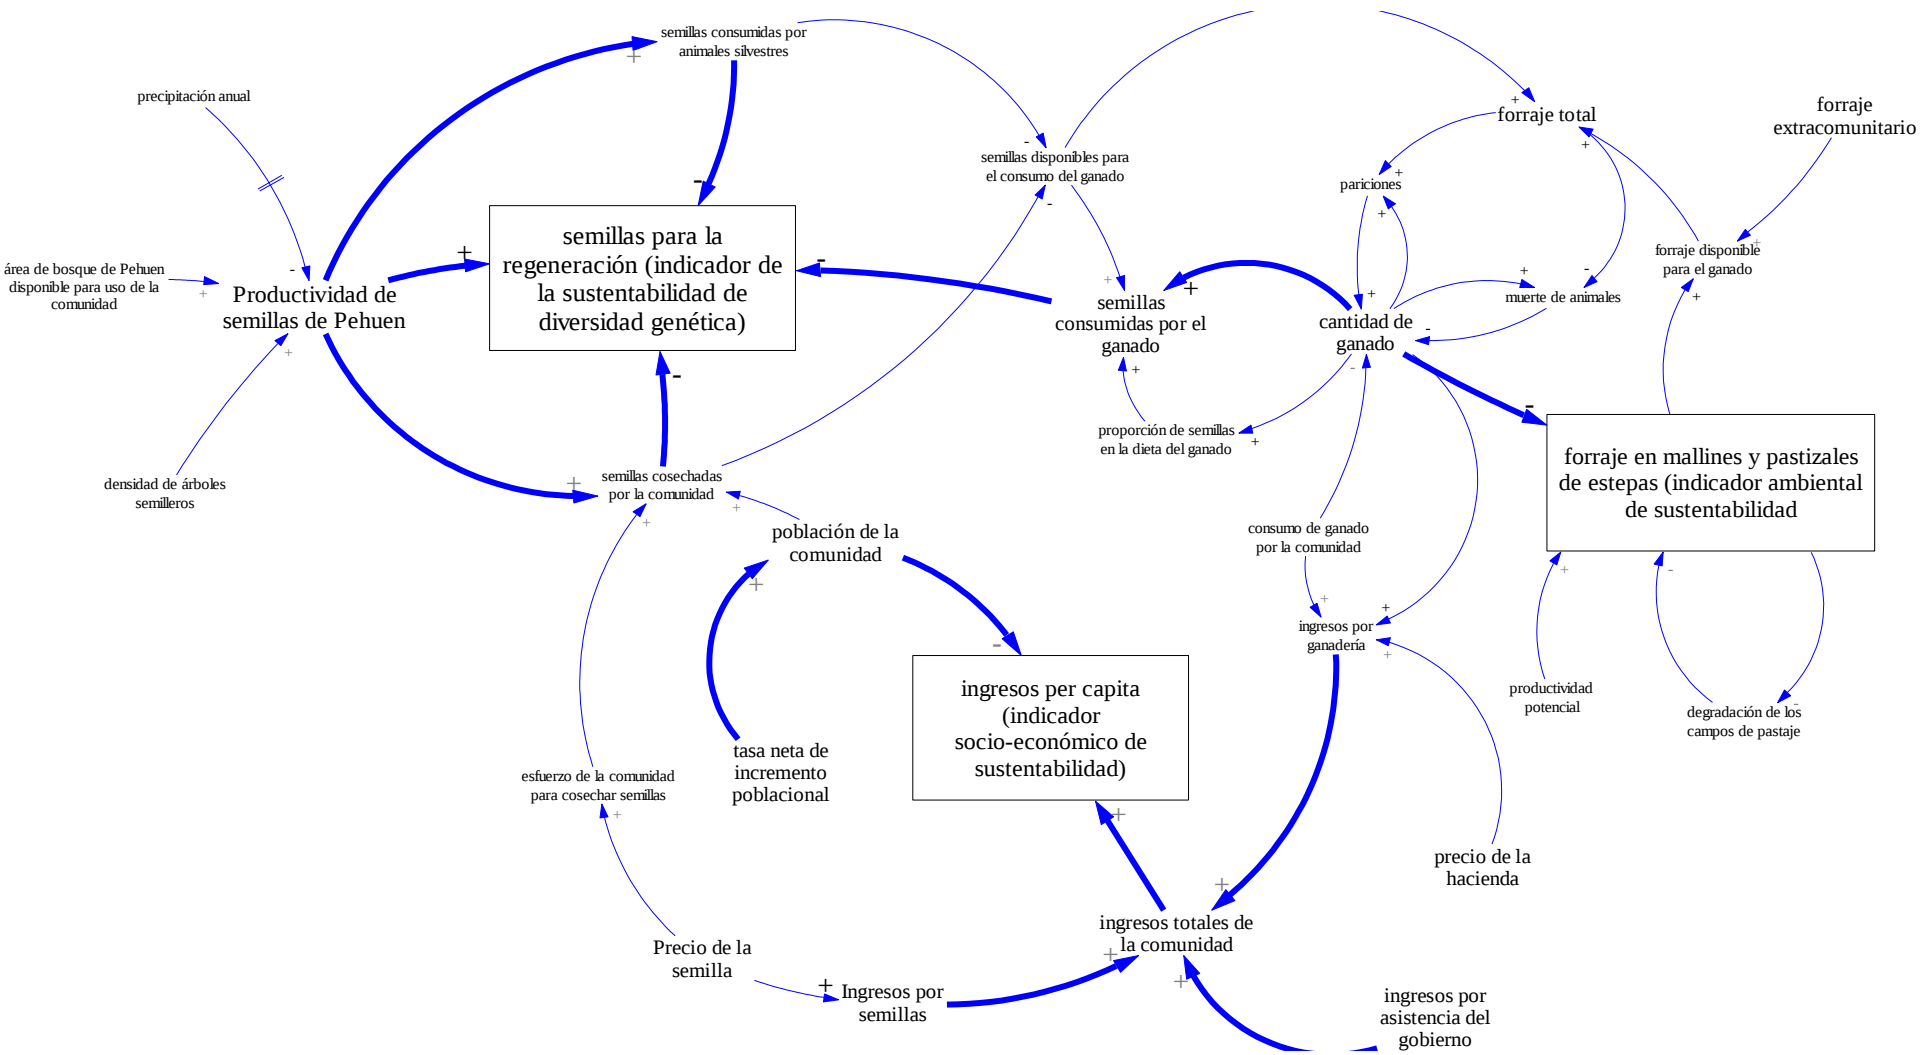 semillas consumidas por
animales silvestres
+
precipitación anual
-
área de bosque de Pehuen
disponible para uso de la
comunidad
+
Productividad de
semillas de Pehuen
+
densidad de árboles
semilleros
+
-
semillas para la
regeneración (indicador de
la sustentabilidad de
diversidad genética)
-
-
-
semillas disponibles para
el consumo del ganado
-
+
semillas
consumidas por el
ganado
+
+
proporción de semillas
en la dieta del ganado
+
+
forraje total
+
forraje
extracomunitario
pariciones
+
+
+
forraje disponible
para el ganado
+
+
+
-
muerte de animales
cantidad de
ganado
-
-
-
forraje en mallines y pastizales
de estepas (indicador ambiental
de sustentabilidad
+
-
+
semillas cosechadas
por la comunidad
+
+
población de la
comunidad
+
-
consumo de ganado
por la comunidad
+
+
ingresos por
ganadería
+
ingresos per capita
(indicador
socio-económico de
sustentabilidad)
+
productividad
potencial
-
degradación de los
campos de pastaje
tasa neta de
incremento
poblacional
esfuerzo de la comunidad
para cosechar semillas
+
precio de la
hacienda
+
ingresos totales de
la comunidad
+
+
Precio de la
semilla
+
Ingresos por
semillas
ingresos por
asistencia del
gobierno